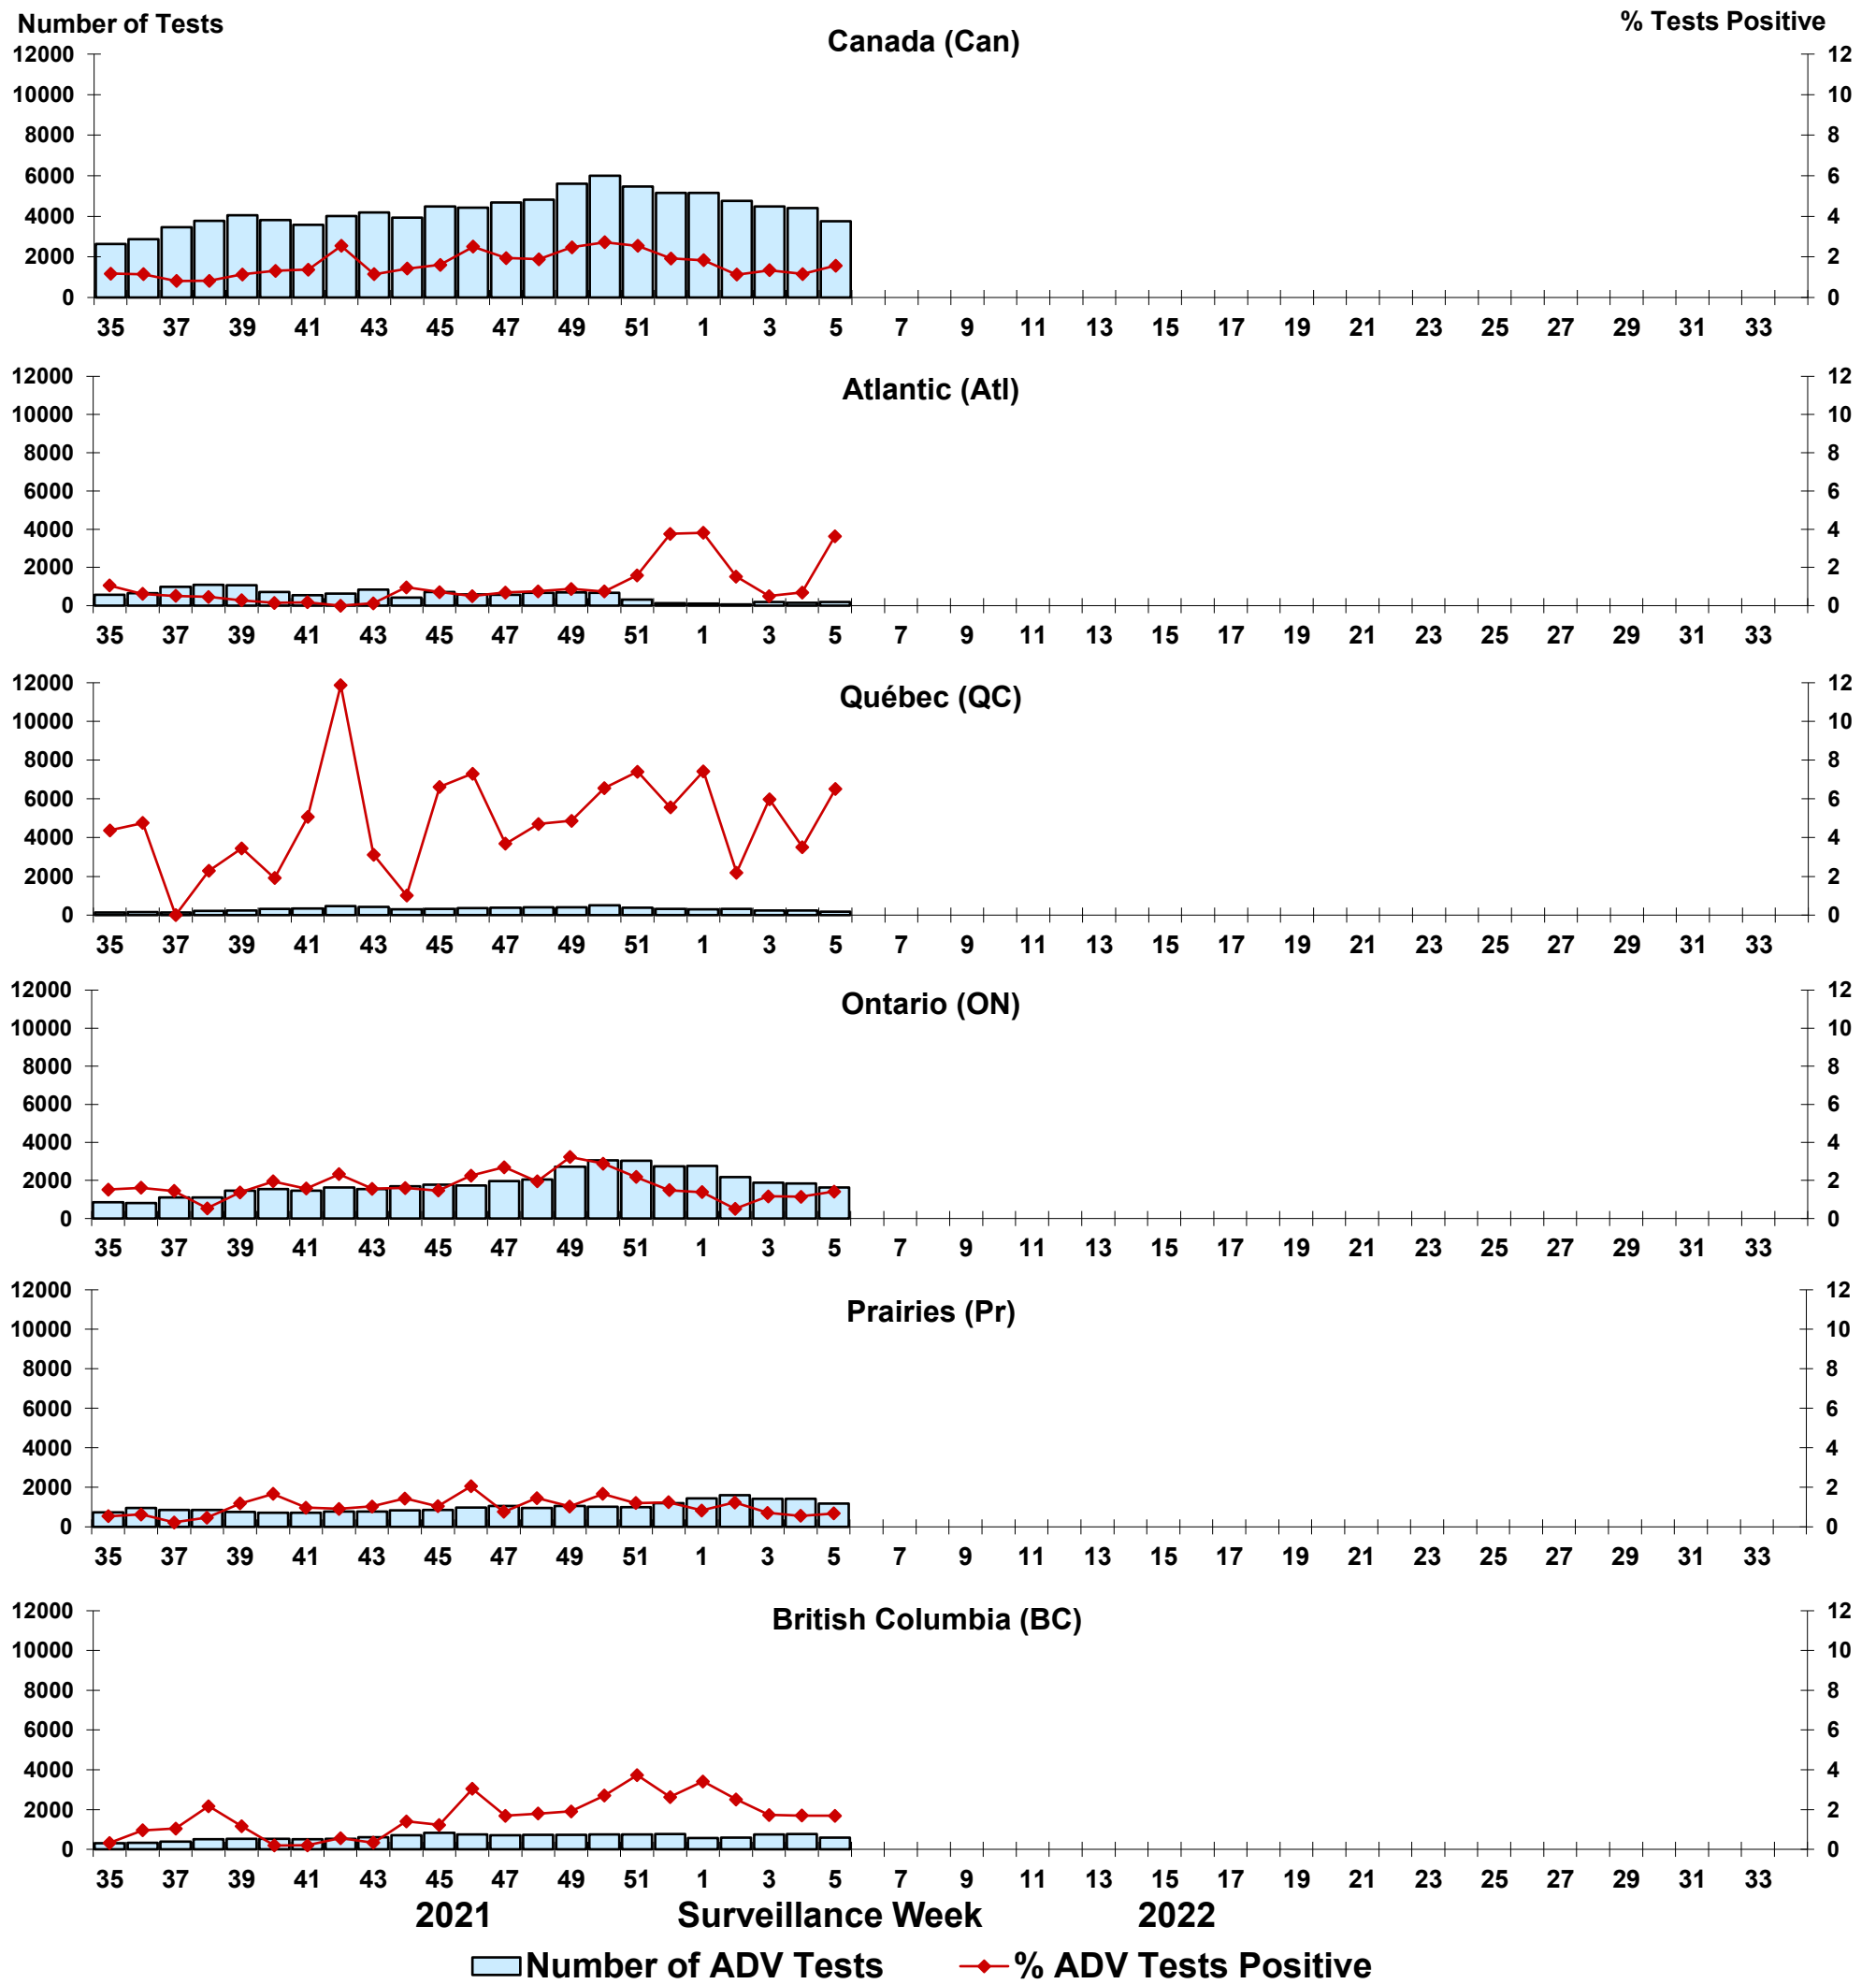 Number of Tests
% Tests Positive
Canada (Can)
12000 12
10000 10
8000 8
6000 6
4000 4
2000 2
0 0
35 37 39 41 43 45 47 49 51 1 3 5 7 9 11 13 15 17 19 21 23 25 27 29 31 33
Atlantic (Atl)
12000 12
10000 10
8000 8
6000 6
4000 4
2000 2
0 0
35 37 39 41 43 45 47 49 51 1 3 5 7 9 11 13 15 17 19 21 23 25 27 29 31 33
Québec (QC)
12000 12
10000 10
8000 8
6000 6
4000 4
2000 2
0 0
35 37 39 41 43 45 47 49 51 1 3 5 7 9 11 13 15 17 19 21 23 25 27 29 31 33
Ontario (ON)
12000 12
10000 10
8000 8
6000 6
4000 4
2000 2
0 0
35 37 39 41 43 45 47 49 51 1 3 5 7 9 11 13 15 17 19 21 23 25 27 29 31 33
Prairies (Pr)
12000 12
10000 10
8000 8
6000 6
4000 4
2000 2
0 0
35 37 39 41 43 45 47 49 51 1 3 5 7 9 11 13 15 17 19 21 23 25 27 29 31 33
British Columbia (BC)
12000 12
10000 10
8000 8
6000 6
4000 4
2000 2
0 0
35 37 39 41 43 45 47 49 51 1 3 5 7 9 11 13 15 17 19 21 23 25 27 29 31 33
2021 Surveillance Week 2022
Number of ADV Tests % ADV Tests Positive